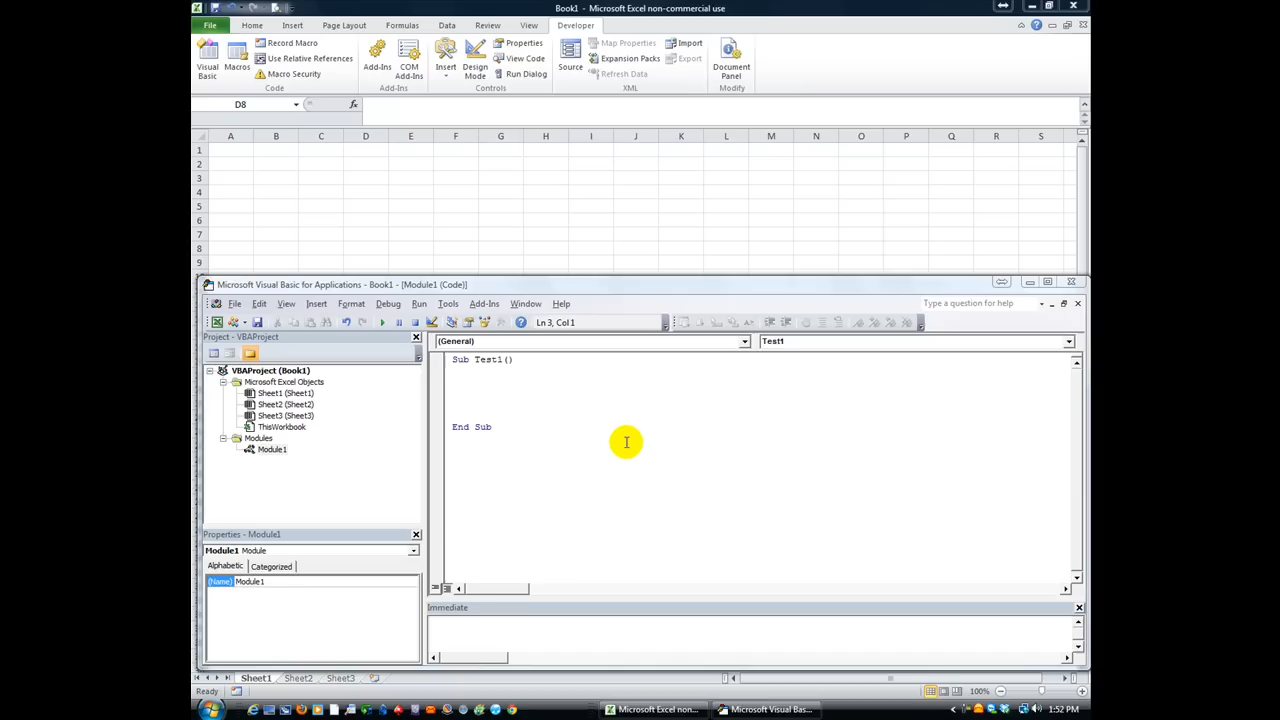 Book1 - Microsoft Excel non-commercial use
File Home Insert Page Layout Formulas Data Review View Developer
Visual Basic
Macros
Record Macro
Use Relative References
Macro Security
Code
Add-Ins
COM Add-Ins
Add-Ins
Insert
Design Mode
Properties
View Code
Run Dialog
Controls
Source
Map Properties
Expansion Packs
Refresh Data
Import
Export
XML
Document Panel
Modify
D8
fx
A B C D E F G H I J K L M N O P Q R S
1
2
3
4
5
6
7
8
9
Microsoft Visual Basic for Applications - Book1 - [Module1 (Code)]
File Edit View Insert Format Debug Run Tools Add-Ins Window Help
Type a question for help
Ln 3, Col 1
Project - VBAProject
VBAProject (Book1)
Microsoft Excel Objects
Sheet1 (Sheet1)
Sheet2 (Sheet2)
Sheet3 (Sheet3)
ThisWorkbook
Modules
Module1
(General)
Test1
Sub Test1()
End Sub
Properties - Module1
Module1 Module
Alphabetic Categorized
(Name) Module1
Immediate
Sheet1 Sheet2 Sheet3
Ready
100%
Microsoft Excel non...
Microsoft Visual Bas...
1:52 PM